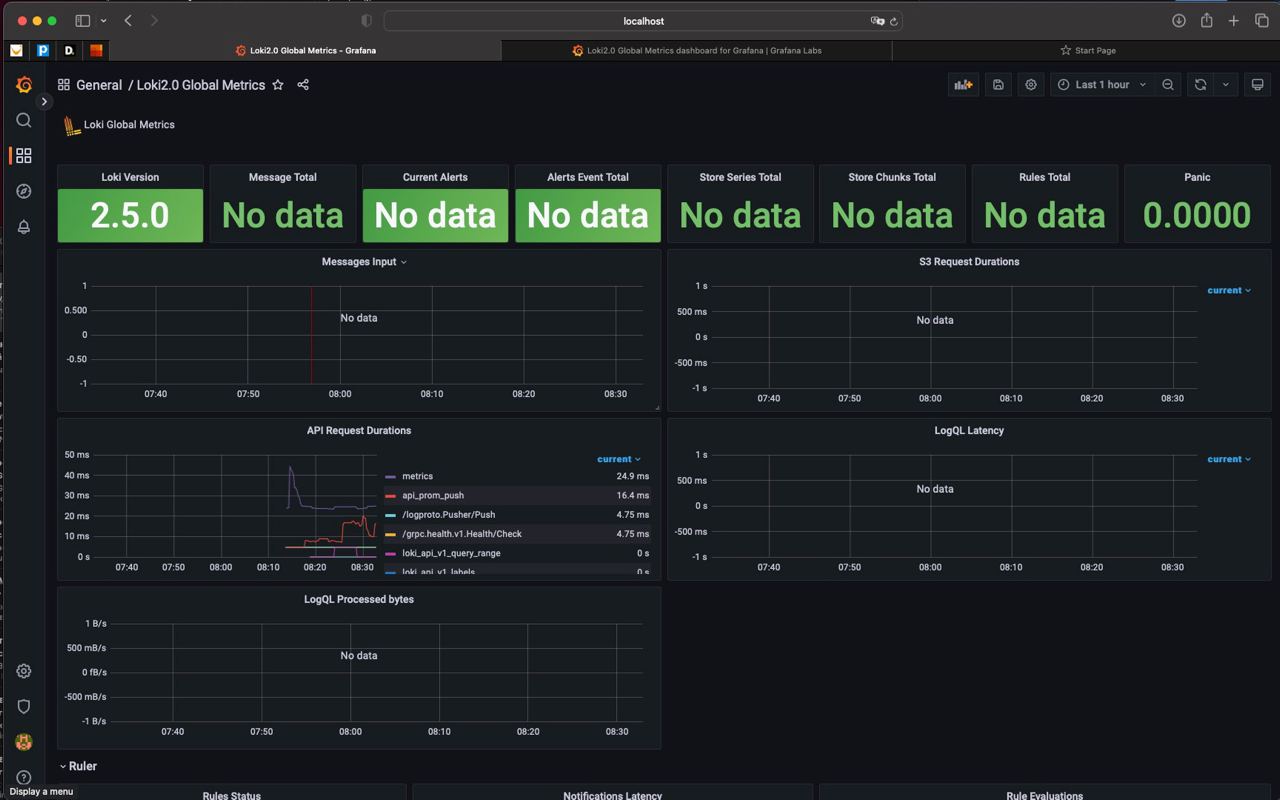 localhost
Loki2.0 Global Metrics - Grafana
Loki2.0 Global Metrics dashboard for Grafana | Grafana Labs
Start Page
General / Loki2.0 Global Metrics
Last 1 hour
Loki Global Metrics
Loki Version
2.5.0
Message Total
No data
Current Alerts
No data
Alerts Event Total
No data
Store Series Total
No data
Store Chunks Total
No data
Rules Total
No data
Panic
0.0000
Messages Input
1
0.500
0
-0.50
-1
No data
07:40 07:50 08:00 08:10 08:20 08:30
S3 Request Durations
1 s
500 ms
0 s
-500 ms
-1 s
No data
07:40 07:50 08:00 08:10 08:20 08:30
current
API Request Durations
50 ms
40 ms
30 ms
20 ms
10 ms
0 s
07:40 07:50 08:00 08:10 08:20 08:30
current
metrics 24.9 ms
api_prom_push 16.4 ms
/logproto.Pusher/Push 4.75 ms
/grpc.health.v1.Health/Check 4.75 ms
loki_api_v1_query_range 0 s
loki_api_v1_labels 0 s
LogQL Latency
1 s
500 ms
0 s
-500 ms
-1 s
No data
07:40 07:50 08:00 08:10 08:20 08:30
current
LogQL Processed bytes
1 B/s
500 mB/s
0 fB/s
-500 mB/s
-1 B/s
No data
07:40 07:50 08:00 08:10 08:20 08:30
Ruler
Display a menu
Rules Status
Notifications Latency
Rule Evaluations